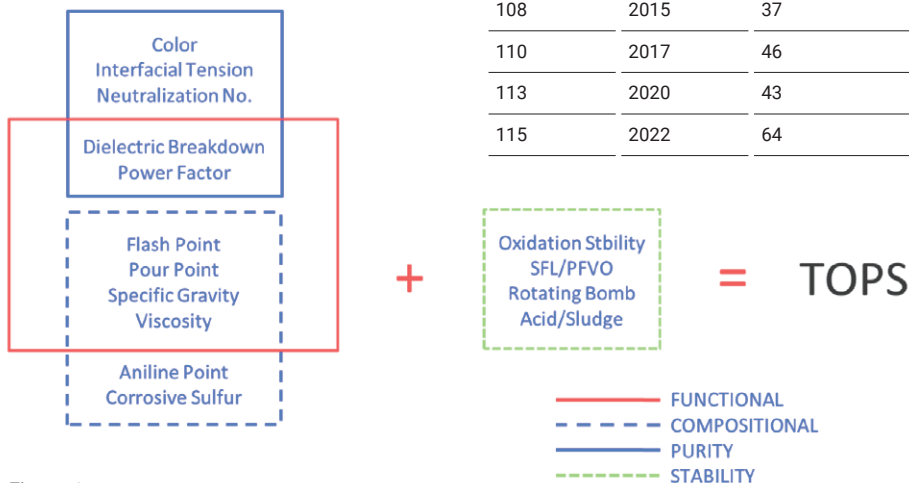 108 2015 37
110 2017 46
113 2020 43
115 2022 64
Color
Interfacial Tension
Neutralization No.
Dielectric Breakdown
Power Factor
Flash Point
Pour Point
Specific Gravity
Viscosity
Aniline Point
Corrosive Sulfur
+
Oxidation Stbility
SFL/PFVO
Rotating Bomb
Acid/Sludge
=
TOPS
FUNCTIONAL
COMPOSITIONAL
PURITY
STABILITY